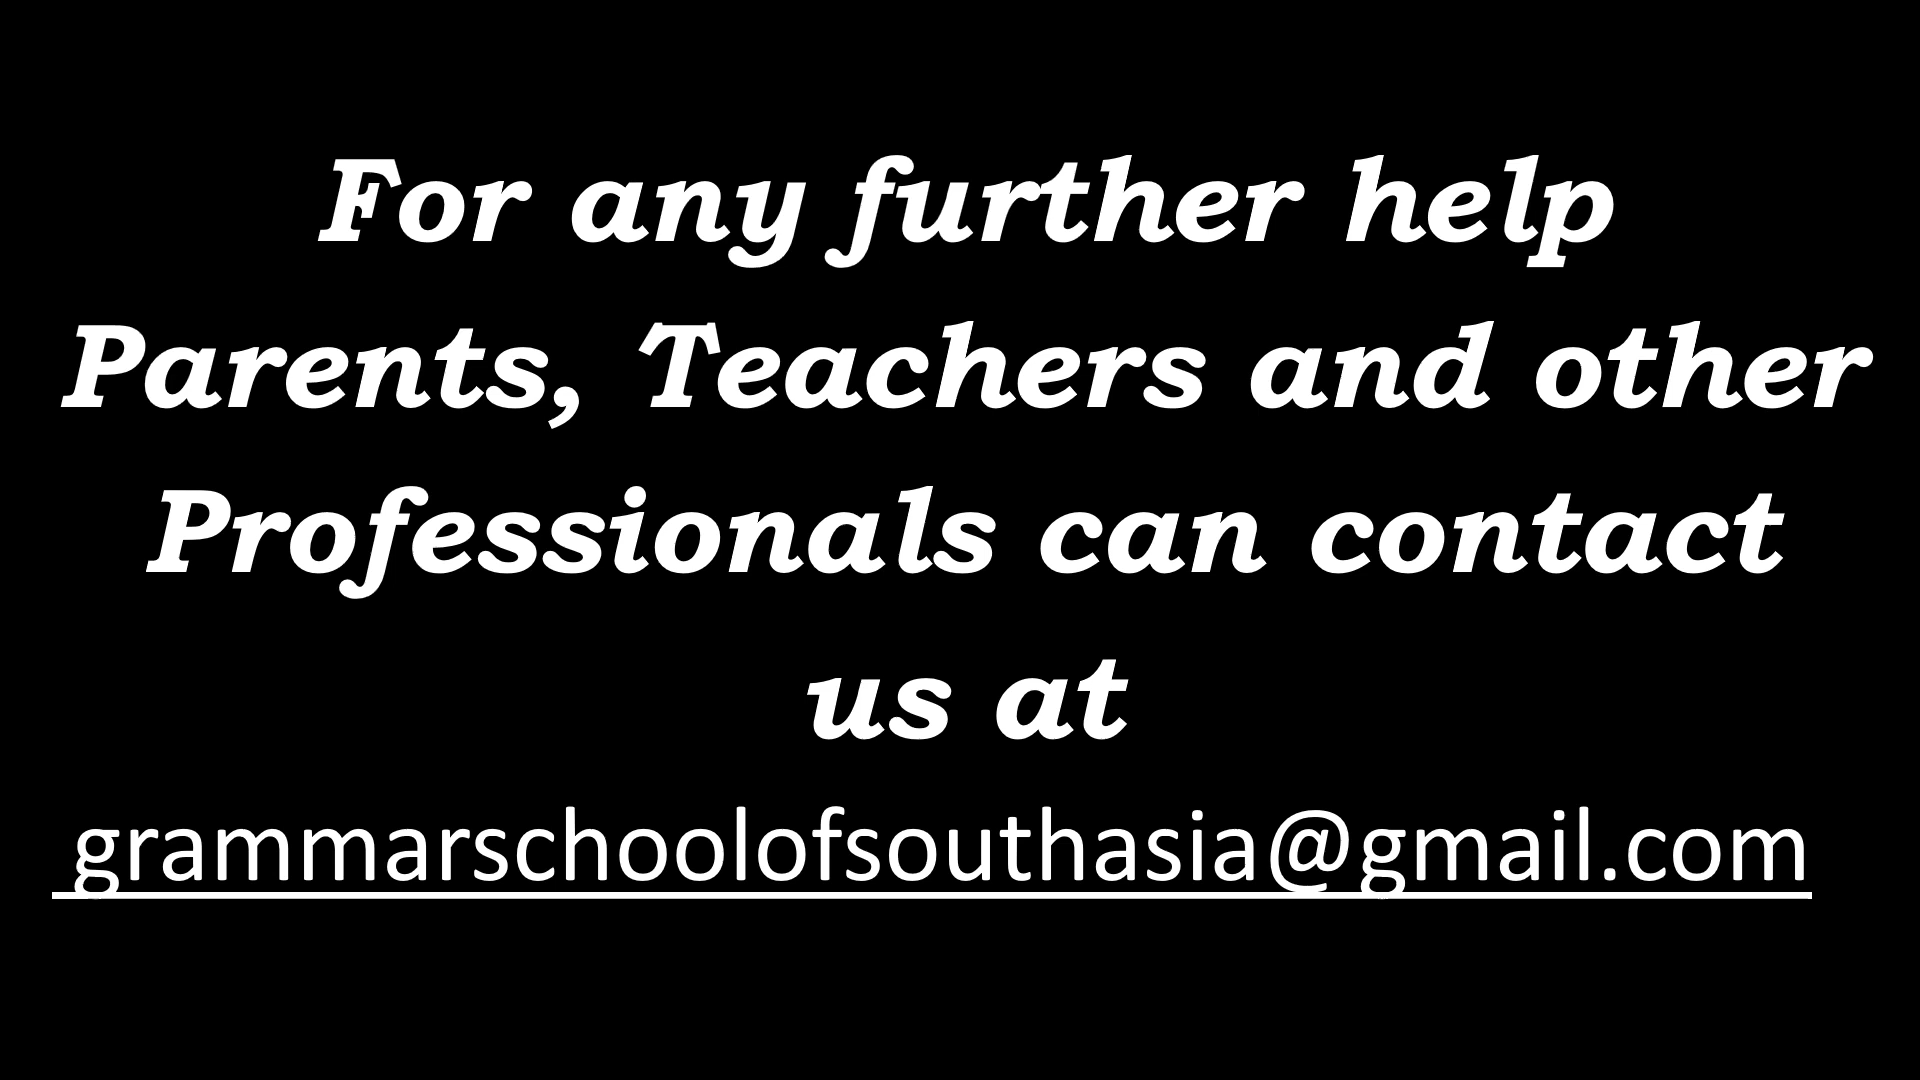 For any further help
Parents, Teachers and other
Professionals can contact
us at
grammarschoolofsouthasia@gmail.com